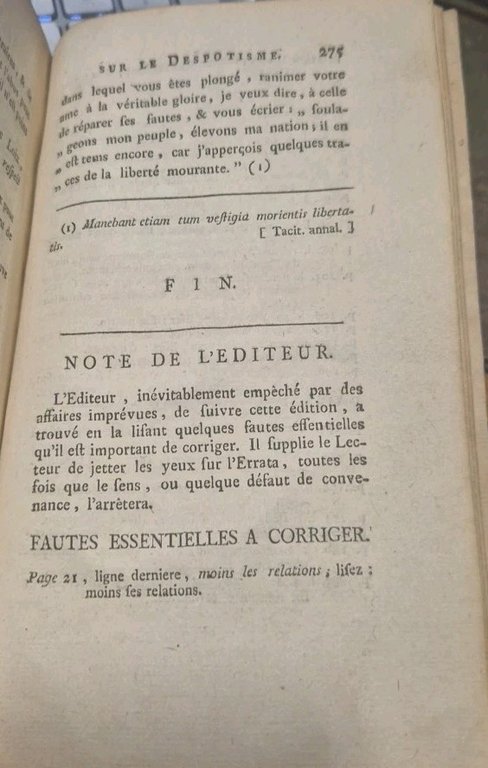 SUR LE DESPOTISME. 275
dans lequel vous êtes plongé, ranimer votre
ame à la véritable gloire, je veux dire, à celle
de réparer ſes fautes, & vous écrier: „ ſoula-
„ geons mon peuple, élevons ma nation; il en
„ eſt tems encore, car j'apperçois quelques tra-
„ ces de la liberté mourante. " (1)
(1) Manebant etiam tum veſtigia morientis liberta-
tis. [ Tacit. annal. ]
F I N.
NOTE DE L'EDITEUR.
L'Editeur, inévitablement empêché par des
affaires imprévues, de ſuivre cette édition, a
trouvé en la liſant quelques fautes eſſentielles
qu'il eſt important de corriger. Il ſupplie le Lec-
teur de jetter les yeux ſur l'Errata, toutes les
fois que le ſens, ou quelque défaut de conve-
nance, l'arrêtera.
FAUTES ESSENTIELLES A CORRIGER.
Page 21, ligne derniere, moins les relations; liſez:
moins ſes relations.